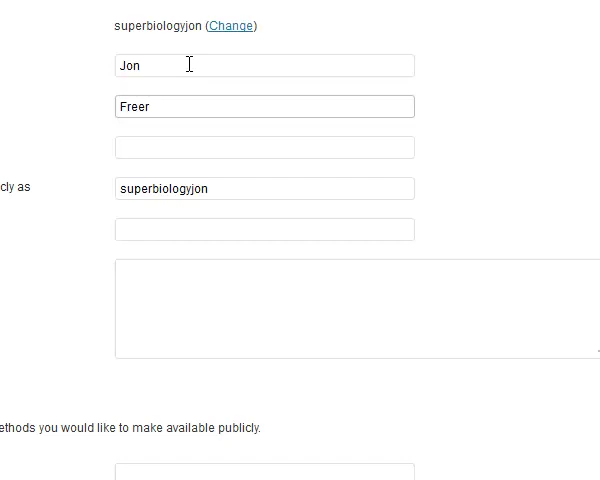 superbiologyjon (Change)
Jon
Freer
cly as
superbiologyjon
ethods you would like to make available publicly.